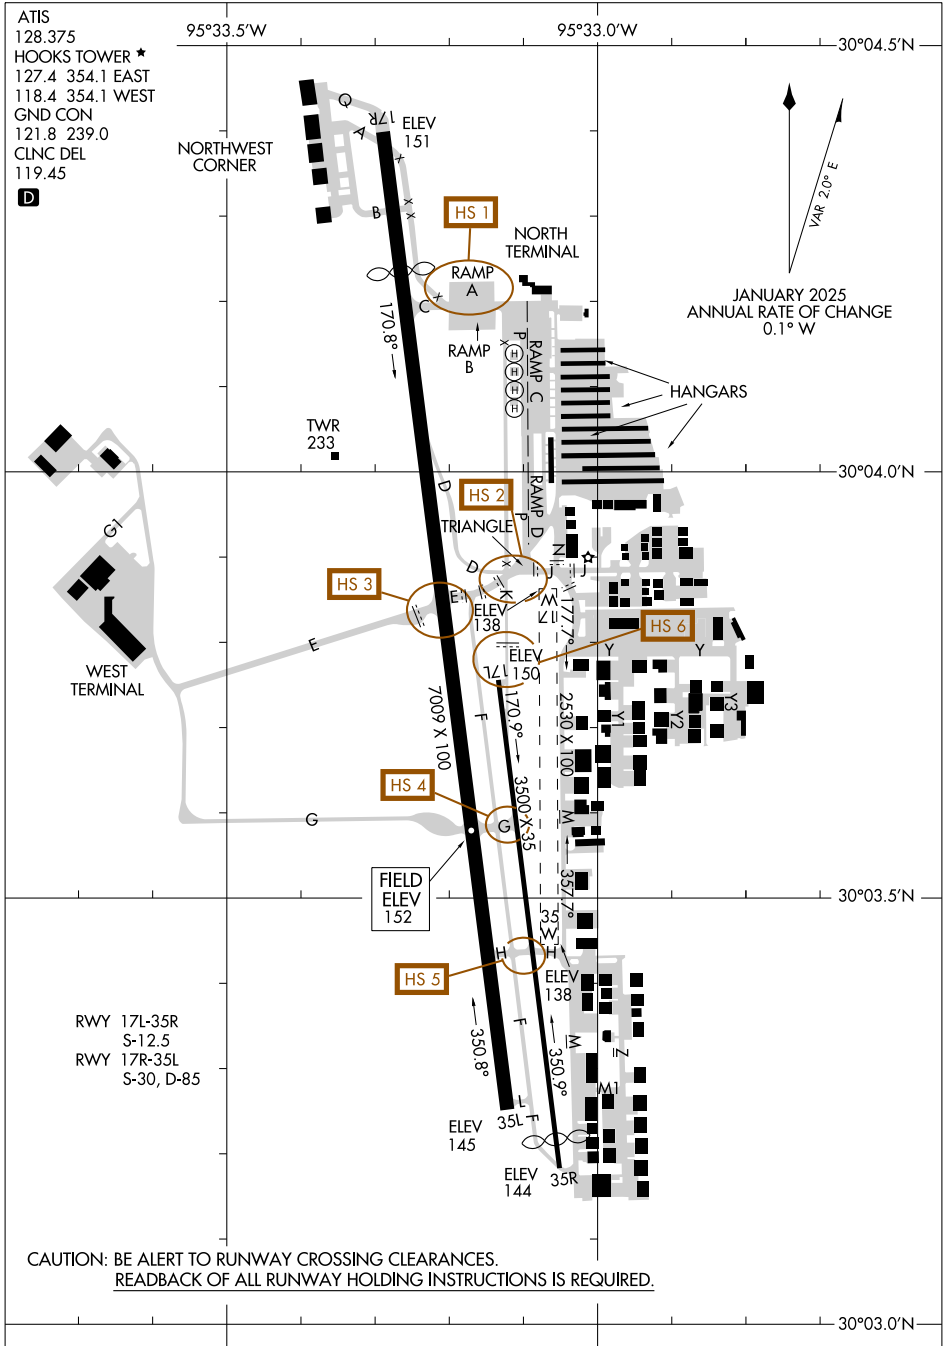 ATIS
128.375
HOOKS TOWER ★
127.4 354.1 EAST
118.4 354.1 WEST
GND CON
121.8 239.0
CLNC DEL
119.45
D
95°33.5'W
95°33.0'W
30°04.5'N
NORTHWEST
CORNER
Q
A
17R
ELEV
151
X
B
X
X
HS 1
NORTH
TERMINAL
VAR 2.0° E
JANUARY 2025
ANNUAL RATE OF CHANGE
0.1° W
RAMP
A
X
C
RAMP
B
170.8°
P
X
H
H
H
H
RAMP C
HANGARS
TWR
233
30°04.0'N
D
HS 2
RAMP D
P
TRIANGLE
G1
N
X
D
J
J
K
HS 3
E
ELEV
138
17
W
177.7°
HS 6
E
WEST
TERMINAL
ELEV
150
17L
Y
Y
7009 X 100
F
170.9°
2530 X 100
Y1
Y2
Y3
HS 4
3500 X 35
G
G
M
357.7°
FIELD
ELEV
152
30°03.5'N
35
W
H
H
HS 5
ELEV
138
RWY 17L-35R
S-12.5
RWY 17R-35L
S-30, D-85
350.8°
F
350.9°
M
Z
M1
L
F
35L
ELEV
145
ELEV
144
35R
CAUTION: BE ALERT TO RUNWAY CROSSING CLEARANCES.
READBACK OF ALL RUNWAY HOLDING INSTRUCTIONS IS REQUIRED.
30°03.0'N